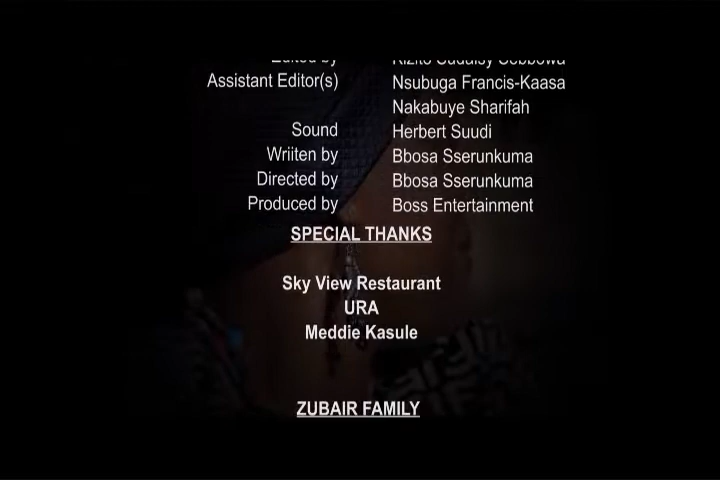 Assistant Editor(s) Nsubuga Francis-Kaasa
Nakabuye Sharifah
Sound Herbert Suudi
Wriiten by Bbosa Sserunkuma
Directed by Bbosa Sserunkuma
Produced by Boss Entertainment
SPECIAL THANKS
Sky View Restaurant
URA
Meddie Kasule
ZUBAIR FAMILY